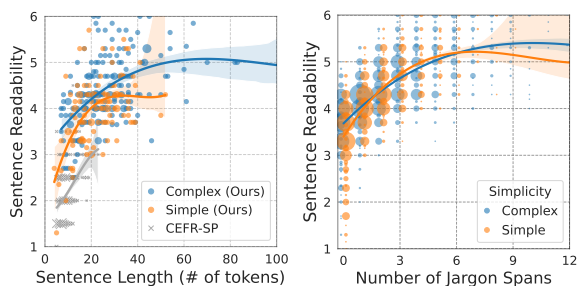 6
5
4
3
2
1
Sentence Readability
0
20
40
60
80
100
Sentence Length (# of tokens)
Complex (Ours)
Simple (Ours)
CEFR-SP
6
5
4
3
2
1
Sentence Readability
0
3
6
9
12
Number of Jargon Spans
Simplicity
Complex
Simple